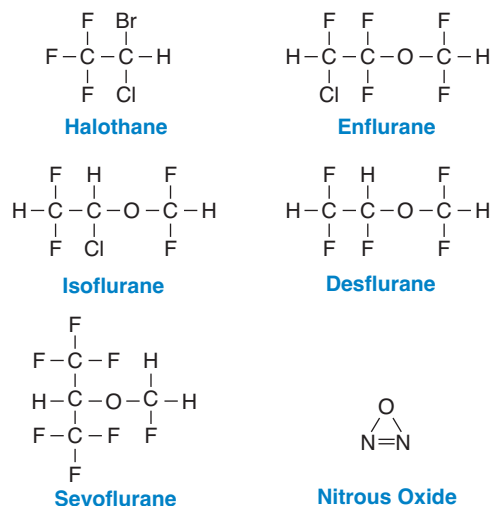 F Br
F–C–C–H
F Cl
Halothane
F F F
H–C–C–O–C–H
Cl F F
Enflurane
F H F
H–C–C–O–C–H
F Cl F
Isoflurane
F H F
H–C–C–O–C–H
F F F
Desflurane
F
F–C–F H
H–C–O–C–H
F–C–F F
F
Sevoflurane
O
N=N
Nitrous Oxide